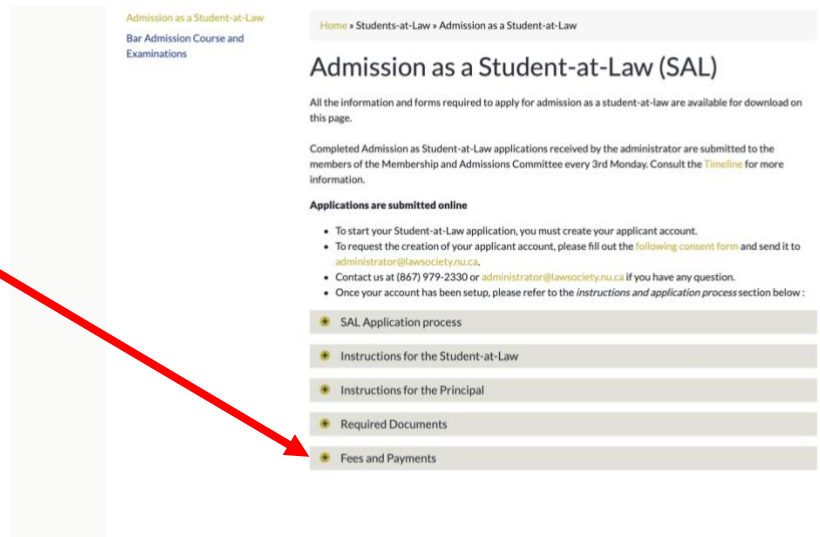 Admission as a Student-at-Law
Bar Admission Course and
Examinations
Home » Students-at-Law » Admission as a Student-at-Law
Admission as a Student-at-Law (SAL)
All the information and forms required to apply for admission as a student-at-law are available for download on
this page.
Completed Admission as Student-at-Law applications received by the administrator are submitted to the
members of the Membership and Admissions Committee every 3rd Monday. Consult the Timeline for more
information.
Applications are submitted online
• To start your Student-at-Law application, you must create your applicant account.
• To request the creation of your applicant account, please fill out the following consent form and send it to
administrator@lawsociety.nu.ca.
• Contact us at (867) 979-2330 or administrator@lawsociety.nu.ca if you have any question.
• Once your account has been setup, please refer to the instructions and application process section below :
SAL Application process
Instructions for the Student-at-Law
Instructions for the Principal
Required Documents
Fees and Payments